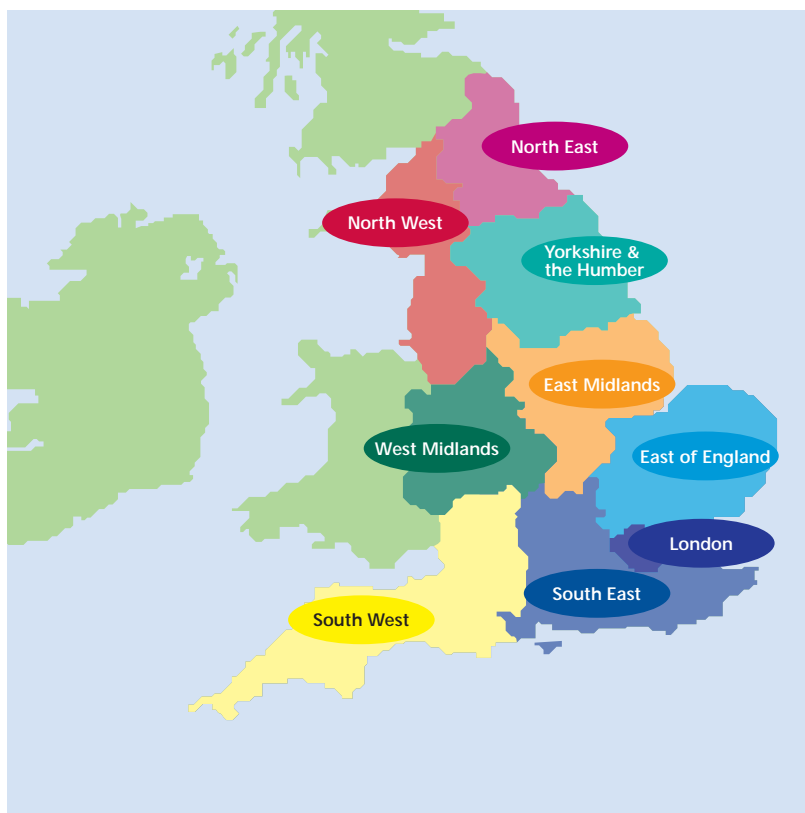 North East
North West
Yorkshire &
the Humber
East Midlands
West Midlands
East of England
London
South East
South West